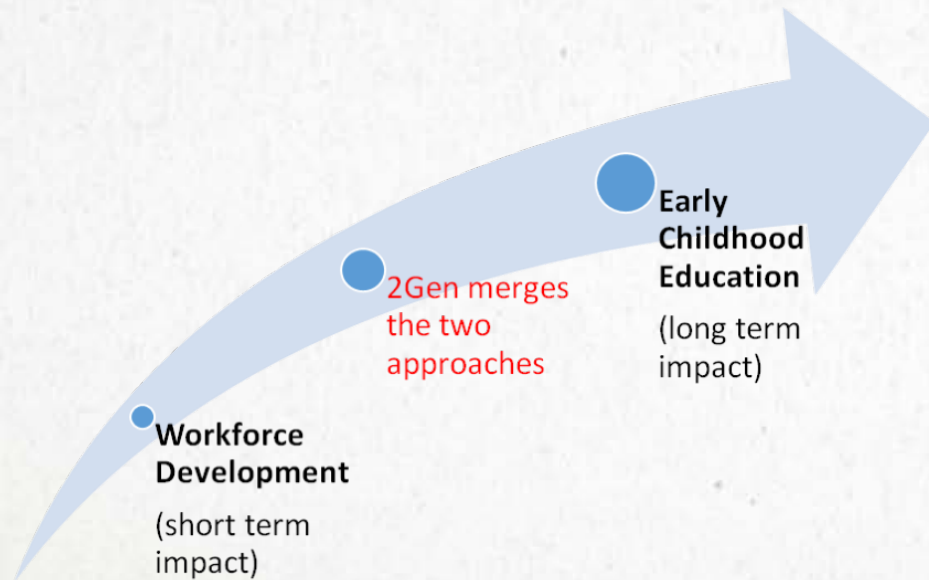 Workforce
Development
(short term
impact)
2Gen merges
the two
approaches
Early
Childhood
Education
(long term
impact)